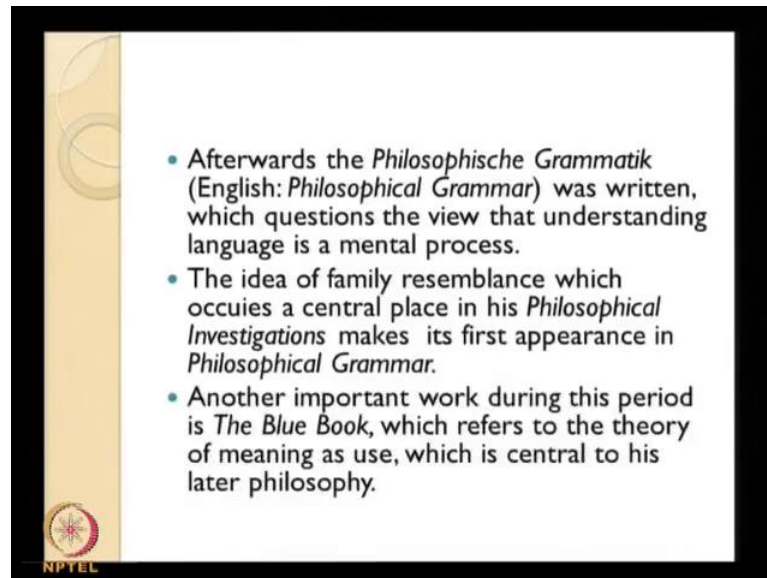 • Afterwards the Philosophische Grammatik
(English: Philosophical Grammar) was written,
which questions the view that understanding
language is a mental process.
• The idea of family resemblance which
occuies a central place in his Philosophical
Investigations makes its first appearance in
Philosophical Grammar.
• Another important work during this period
is The Blue Book, which refers to the theory
of meaning as use, which is central to his
later philosophy.
NPTEL